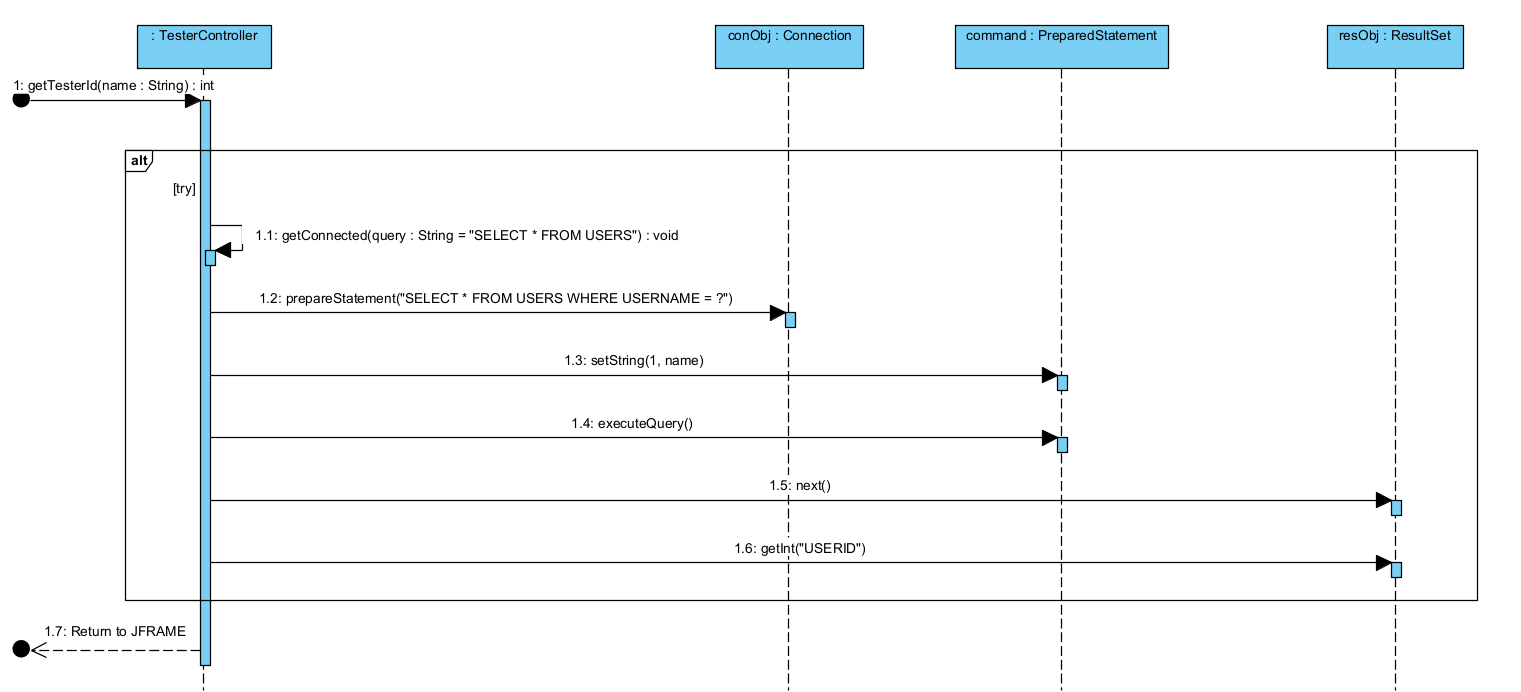 : TesterController
conObj : Connection
command : PreparedStatement
resObj : ResultSet
1: getTesterId(name : String) : int
alt
[try]
1.1: getConnected(query : String = "SELECT * FROM USERS") : void
1.2: prepareStatement("SELECT * FROM USERS WHERE USERNAME = ?")
1.3: setString(1, name)
1.4: executeQuery()
1.5: next()
1.6: getInt("USERID")
1.7: Return to JFRAME